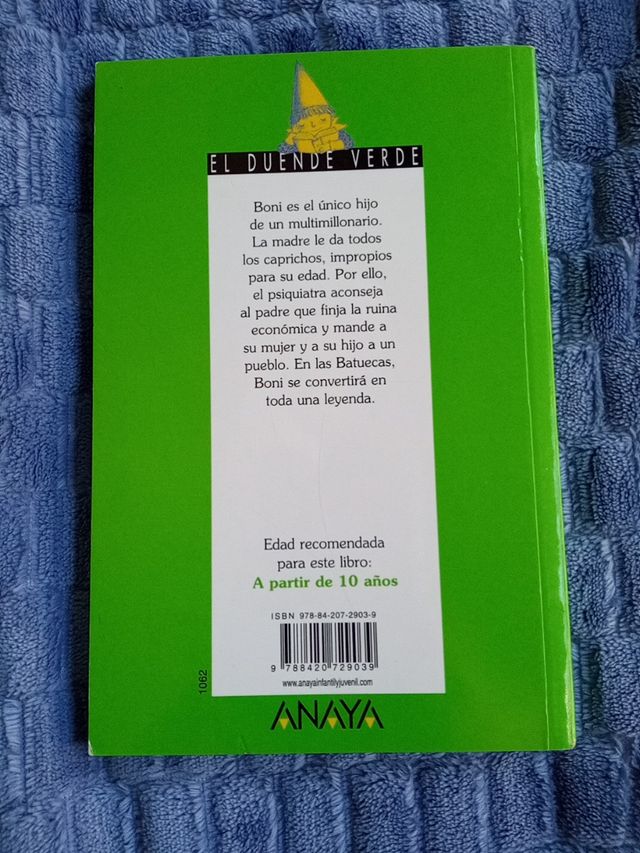 EL DUENDE VERDE
Boni es el único hijo
de un multimillonario.
La madre le da todos
los caprichos, impropios
para su edad. Por ello,
el psiquiatra aconseja
al padre que finja la ruina
económica y mande a
su mujer y a su hijo a un
pueblo. En las Batuecas,
Boni se convertirá en
toda una leyenda.
Edad recomendada
para este libro:
A partir de 10 años
ISBN 978-84-207-2903-9
9 788420 729039
www.anayainfantilyjuvenil.com
1062
ANAYA